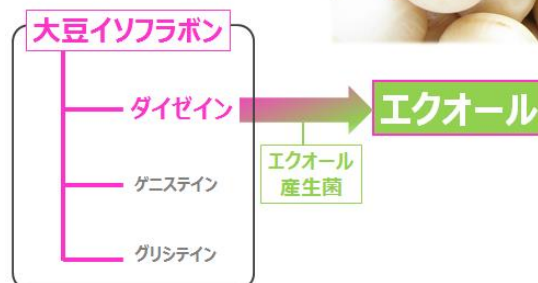 大豆イソフラボン
ダイゼイン
エクオール
エクオール
産生菌
ゲニステイン
グリシテイン